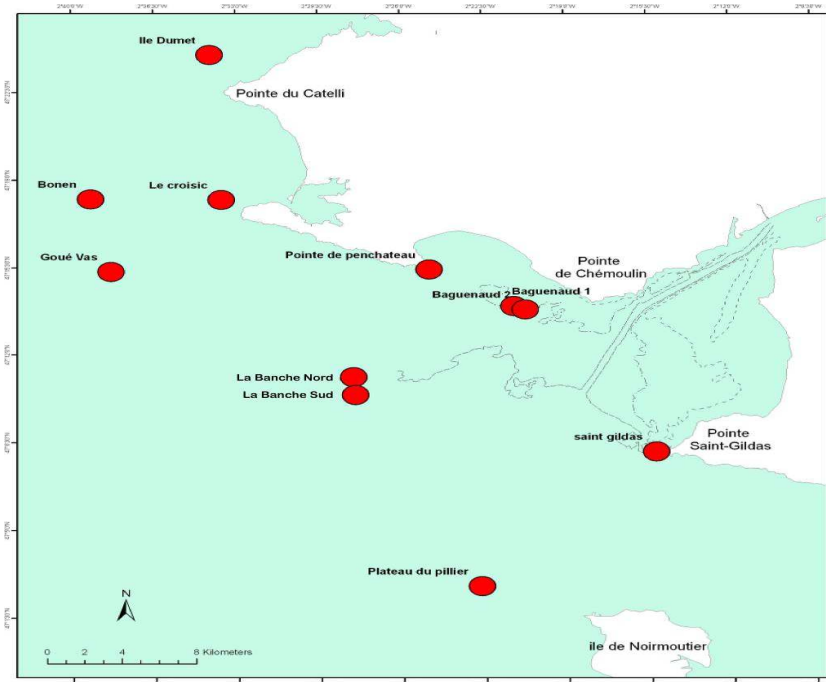 Ile Dumet
Pointe du Catelli
Bonen
Le croisic
Goué Vas
Pointe de penchateau
Pointe
de Chémoulin
Baguenaud 2
Baguenaud 1
La Banche Nord
La Banche Sud
saint gildas
Pointe
Saint-Gildas
Plateau du pillier
île de Noirmoutier
N
0 2 4 8 Kilometers